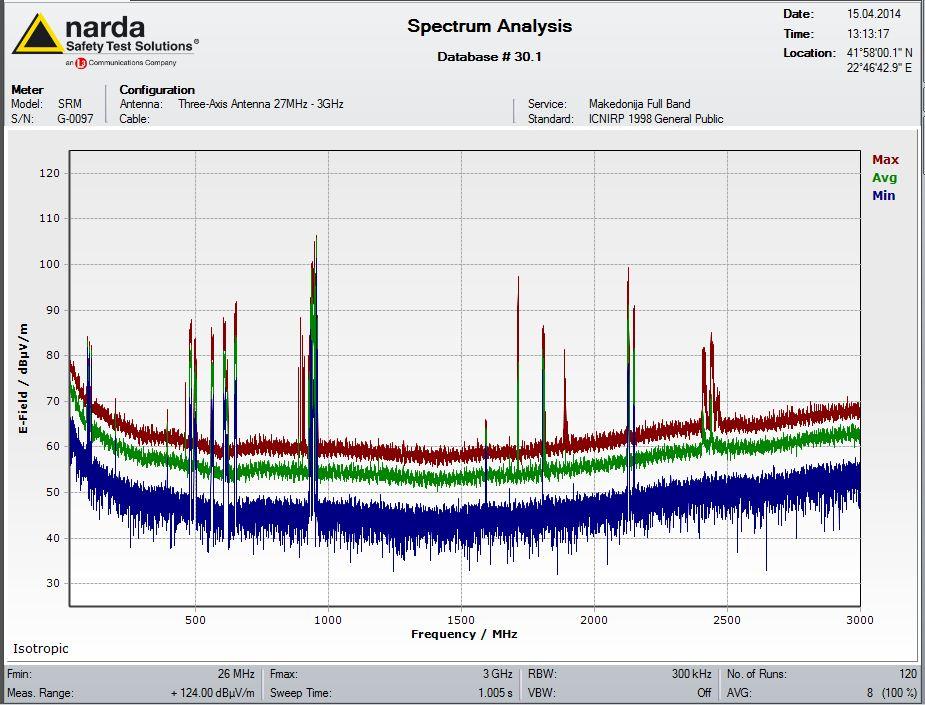 narda
Safety Test Solutions®
an L3 Communications Company
Spectrum Analysis
Database # 30.1
Date: 15.04.2014
Time: 13:13:17
Location: 41°58'00.1" N
22°46'42.9" E
Meter
Model: SRM
S/N: G-0097
Configuration
Antenna: Three-Axis Antenna 27MHz - 3GHz
Cable:
Service: Makedonija Full Band
Standard: ICNIRP 1998 General Public
Max
Avg
Min
E-Field / dBµV/m
120
110
100
90
80
70
60
50
40
30
500 1000 1500 2000 2500 3000
Frequency / MHz
Isotropic
Fmin: 26 MHz Fmax: 3 GHz RBW: 300 kHz No. of Runs: 120
Meas. Range: + 124.00 dBµV/m Sweep Time: 1.005 s VBW: Off AVG: 8 (100 %)